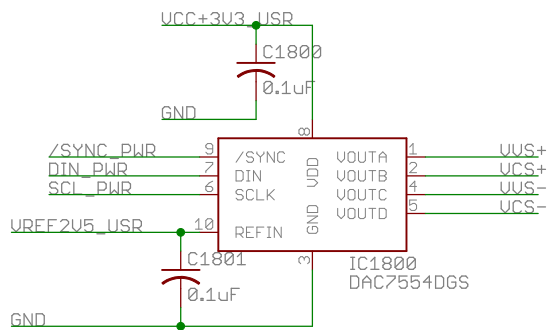 VCC+3V3_USR
C1800
0.1uF
GND
8
/SYNC_PWR 9 /SYNC VDD VOUTA 1 VVS+
DIN_PWR 7 DIN VOUTB 2 VCS+
SCL_PWR 6 SCLK VOUTC 4 VVS-
GND VOUTD 5 VCS-
VREF2V5_USR 10 REFIN
3
C1801 IC1800
DAC7554DGS
0.1uF
GND